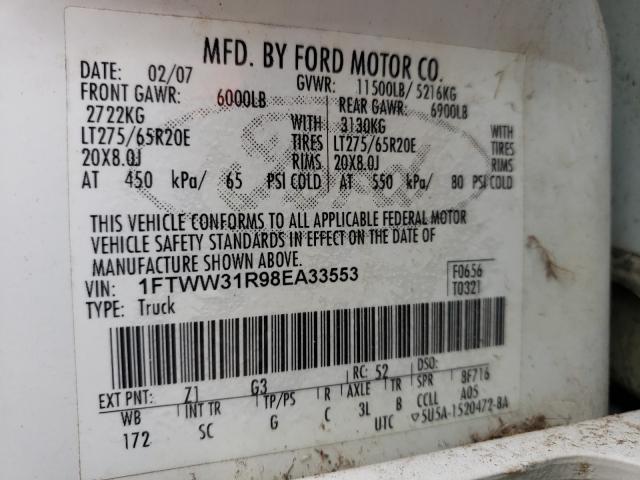 MFD. BY FORD MOTOR CO.
DATE: 02/07 GVWR: 11500LB/ 5216KG
FRONT GAWR: 6000LB REAR GAWR: 6900LB
2722KG WITH 3130KG WITH
LT275/65R20E TIRES LT275/65R20E TIRES
20X8.0J RIMS 20X8.0J RIMS
AT 450 kPa/ 65 PSI COLD AT 550 kPa/ 80 PSI COLD
THIS VEHICLE CONFORMS TO ALL APPLICABLE FEDERAL MOTOR
VEHICLE SAFETY STANDARDS IN EFFECT ON THE DATE OF
MANUFACTURE SHOWN ABOVE.
VIN: 1FTWW31R98EA33553 F0656
TYPE: Truck T0321
EXT PNT: Z1 G3 RC: 52 DSO:
WB INT TR TP/PS R AXLE TR SPR BF716
172 SC G C 3L B CCLL A05
UTC 5U5A-1520472-BA
Ford